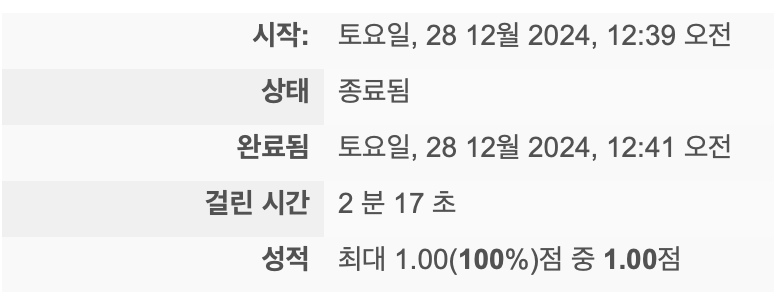 시작: 토요일, 28 12월 2024, 12:39 오전
상태 종료됨
완료됨 토요일, 28 12월 2024, 12:41 오전
걸린 시간 2 분 17 초
성적 최대 1.00(100%)점 중 1.00점